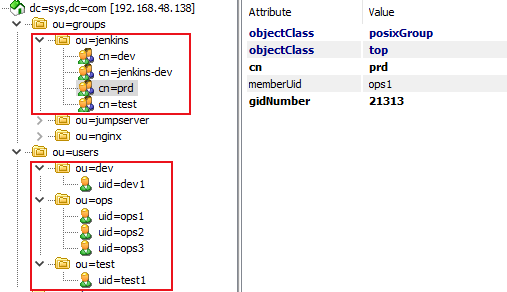 dc=sys,dc=com [192.168.48.138]
ou=groups
ou=jenkins
cn=dev
cn=jenkins-dev
cn=prd
cn=test
ou=jumpserver
ou=nginx
ou=users
ou=dev
uid=dev1
ou=ops
uid=ops1
uid=ops2
uid=ops3
ou=test
uid=test1
Attribute Value
objectClass posixGroup
objectClass top
cn prd
memberUid ops1
gidNumber 21313